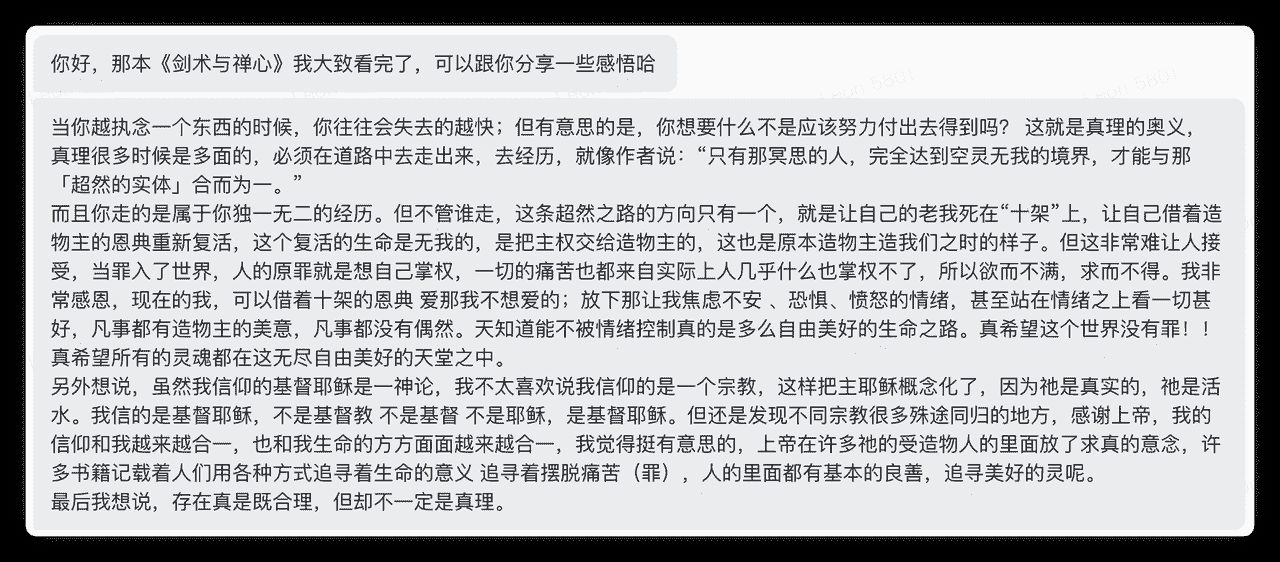 你好，那本《剑术与禅心》我大致看完了，可以跟你分享一些感悟哈
当你越执念一个东西的时候，你往往会失去的越快；但有意思的是，你想要什么不是应该努力付出去得到吗？ 这就是真理的奥义，
真理很多时候是多面的，必须在道路中去走出来，去经历，就像作者说：“只有那冥思的人，完全达到空灵无我的境界，才能与那
「超然的实体」合而为一。”
而且你走的是属于你独一无二的经历。但不管谁走，这条超然之路的方向只有一个，就是让自己的老我死在“十架”上，让自己借着造
物主的恩典重新复活，这个复活的生命是无我的，是把主权交给造物主的，这也是原本造物主造我们之时的样子。但这非常难让人接
受，当罪入了世界，人的原罪就是想自己掌权，一切的痛苦也都来自实际上人几乎什么也掌权不了，所以欲而不满，求而不得。我非
常感恩，现在的我，可以借着十架的恩典 爱那我不想爱的；放下那让我焦虑不安 、恐惧、愤怒的情绪，甚至站在情绪之上看一切甚
好，凡事都有造物主的美意，凡事都没有偶然。天知道能不被情绪控制真的是多么自由美好的生命之路。真希望这个世界没有罪！！
真希望所有的灵魂都在这无尽自由美好的天堂之中。
另外想说，虽然我信仰的基督耶稣是一神论，我不太喜欢说我信仰的是一个宗教，这样把主耶稣概念化了，因为祂是真实的，祂是活
水。我信的是基督耶稣，不是基督教 不是基督 不是耶稣，是基督耶稣。但还是发现不同宗教很多殊途同归的地方，感谢上帝，我的
信仰和我越来越合一，也和我生命的方方面面越来越合一，我觉得挺有意思的，上帝在许多祂的受造物人的里面放了求真的意念，许
多书籍记载着人们用各种方式追寻着生命的意义 追寻着摆脱痛苦（罪），人的里面都有基本的良善，追寻美好的灵呢。
最后我想说，存在真是既合理，但却不一定是真理。